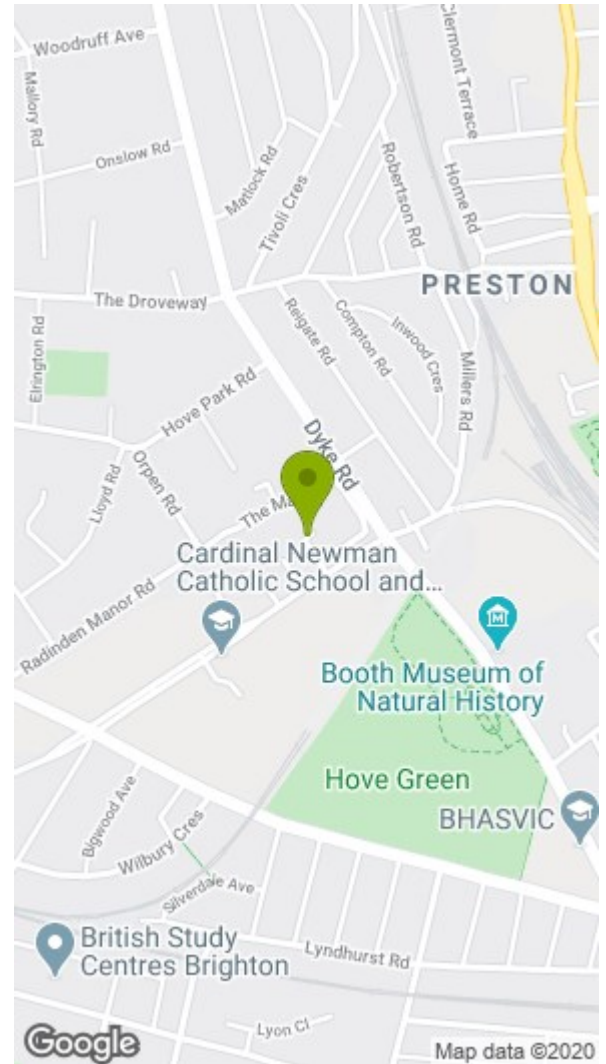 Woodruff Ave
Clermont Terrace
Mallory Rd
Onslow Rd
Matlock Rd
Tivoli Cres
Robertson Rd
Home Rd
PRESTON
The Droveway
Elrington Rd
Reigate Rd
Compton Rd
Inwood Cres
Millers Rd
Hove Park Rd
Dyke Rd
Lloyd Rd
Orpen Rd
The Ma
Cardinal Newman
Catholic School and...
Radinden Manor Rd
Booth Museum of
Natural History
Hove Green
BHASVIC
Bigwood Ave
Wilbury Cres
Silverdale Ave
British Study
Centres Brighton
Lyndhurst Rd
Lyon Cl
Google
Map data ©2020